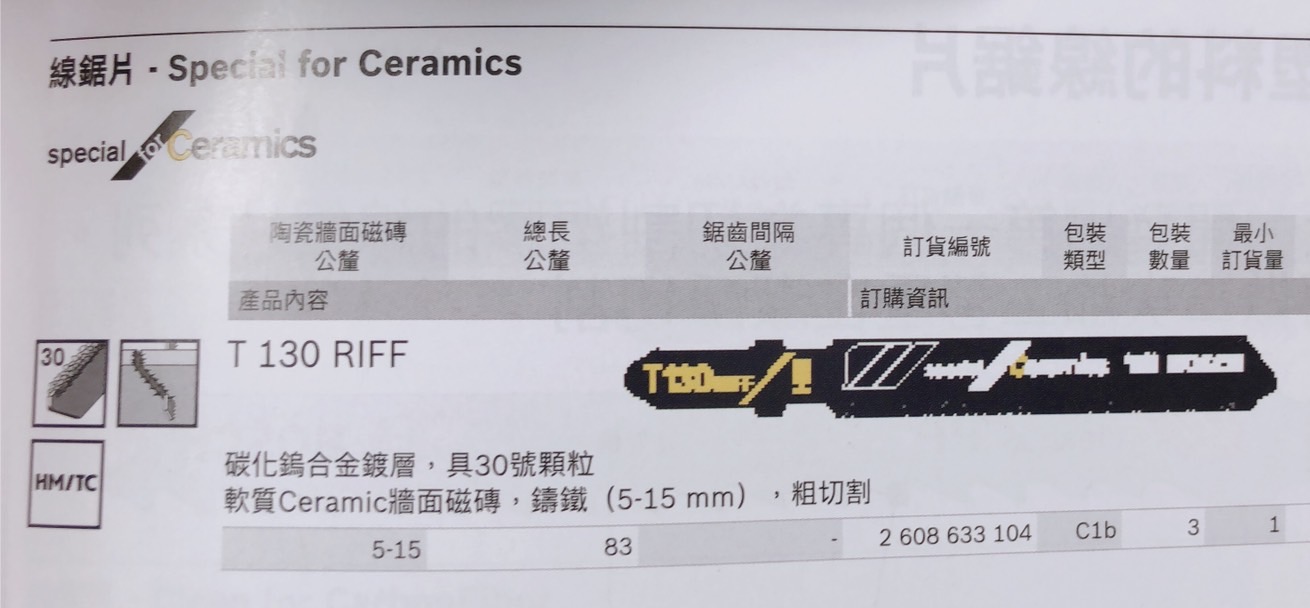 線鋸片 - Special for Ceramics
special for Ceramics
陶瓷牆面磁磚 總長 鋸齒間隔 訂貨編號 包裝 包裝 最小
公釐 公釐 公釐 類型 數量 訂貨量
產品內容 訂購資訊
30 T 130 RIFF
T130 RIFF
HM/TC
碳化鎢合金鍍層，具30號顆粒
軟質Ceramic牆面磁磚，鑄鐵（5-15 mm），粗切割
5-15 83 - 2 608 633 104 C1b 3 1